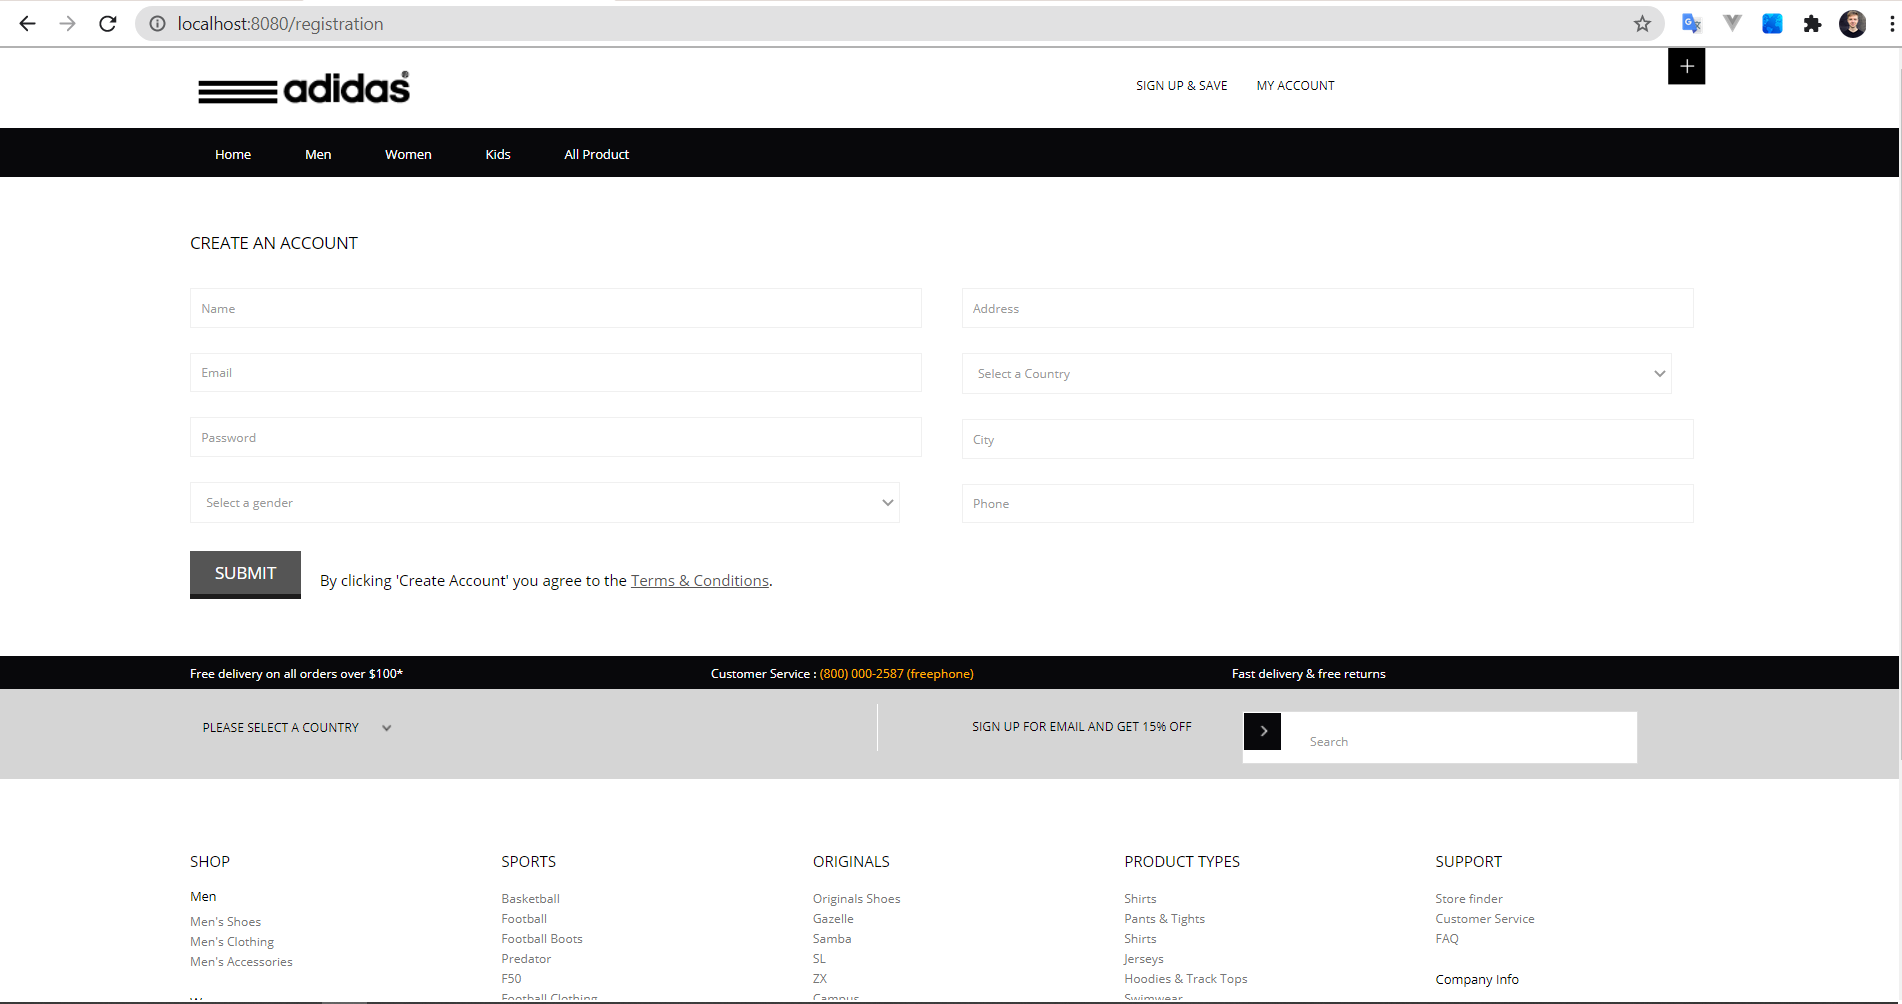 localhost:8080/registration
adidas®
SIGN UP & SAVE MY ACCOUNT
Home Men Women Kids All Product
CREATE AN ACCOUNT
Name Address
Email Select a Country
Password City
Select a gender Phone
SUBMIT By clicking 'Create Account' you agree to the Terms & Conditions.
Free delivery on all orders over $100* Customer Service : (800) 000-2587 (freephone) Fast delivery & free returns
PLEASE SELECT A COUNTRY SIGN UP FOR EMAIL AND GET 15% OFF Search
SHOP SPORTS ORIGINALS PRODUCT TYPES SUPPORT
Men Basketball Originals Shoes Shirts Store finder
Men's Shoes Football Gazelle Pants & Tights Customer Service
Men's Clothing Football Boots Samba Shirts FAQ
Men's Accessories Predator SL Jerseys
F50 ZX Hoodies & Track Tops Company Info
Football Clothing Campus Swimwear